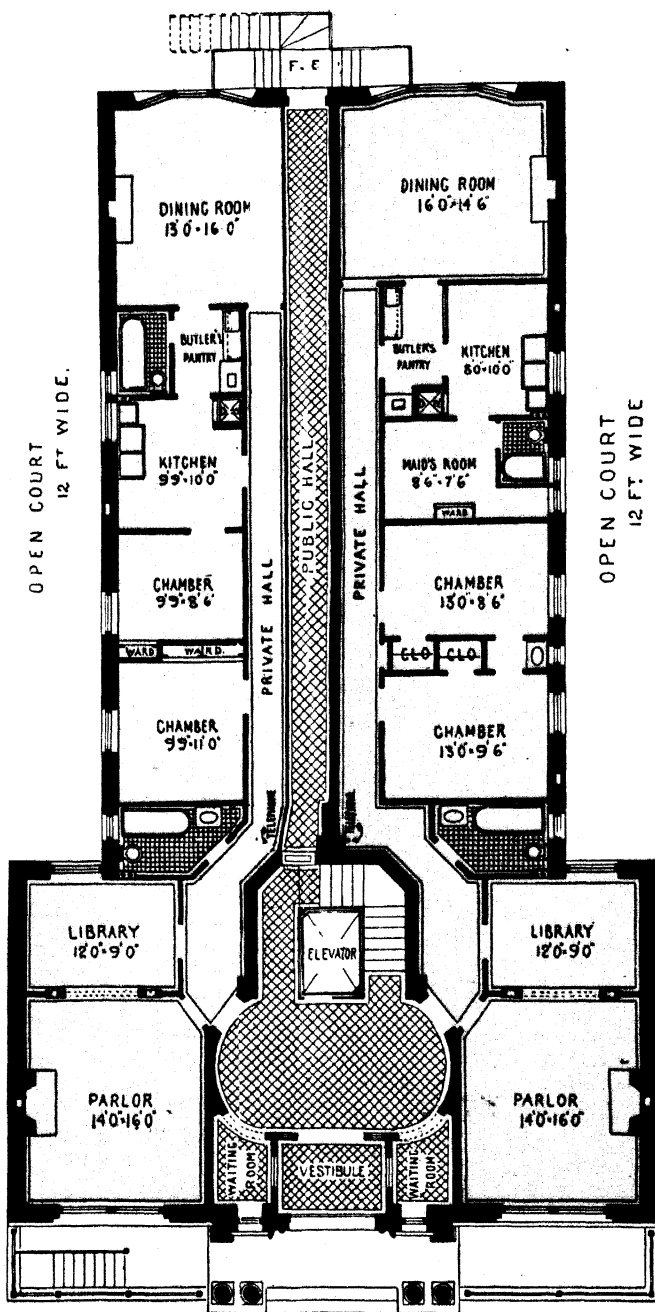 F. E
DINING ROOM
13'0"=16'0"
DINING ROOM
16'0"=14'6"
BUTLER'S
PANTRY
BUTLER'S
PANTRY
KITCHEN
8'0"=10'0"
OPEN COURT
12 FT WIDE.
KITCHEN
9'9"=10'0"
PUBLIC HALL
MAID'S ROOM
8'6"=7'6"
WARD
OPEN COURT
12 FT WIDE
CHAMBER
9'9"=8'6"
PRIVATE HALL
PRIVATE HALL
CHAMBER
13'0"=8'6"
WARD
WARD.
CLO
CLO
CHAMBER
9'9"=11'0"
CHAMBER
13'0"=9'6"
TELEPHONE
LIBRARY
12'0"=9'0"
ELEVATOR
LIBRARY
12'0"=9'0"
PARLOR
14'0"=16'0"
PARLOR
14'0"=16'0"
WAITING
ROOM
VESTIBULE
WAITING
ROOM